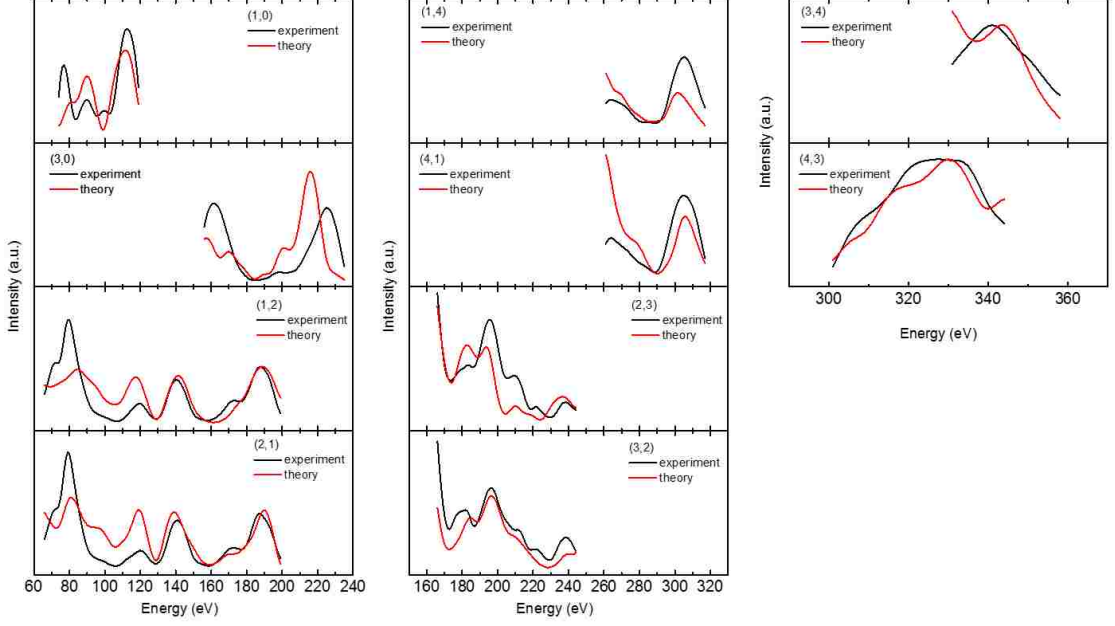 (1,0)
experiment
theory
(3,0)
experiment
theory
(1,2)
experiment
theory
(2,1)
experiment
theory
Intensity (a.u.)
60 80 100 120 140 160 180 200 220 240
Energy (eV)
(1,4)
experiment
theory
(4,1)
experiment
theory
(2,3)
experiment
theory
(3,2)
experiment
theory
Intensity (a.u.)
160 180 200 220 240 260 280 300 320
Energy (eV)
(3,4)
experiment
theory
(4,3)
experiment
theory
Intensity (a.u.)
300 320 340 360
Energy (eV)